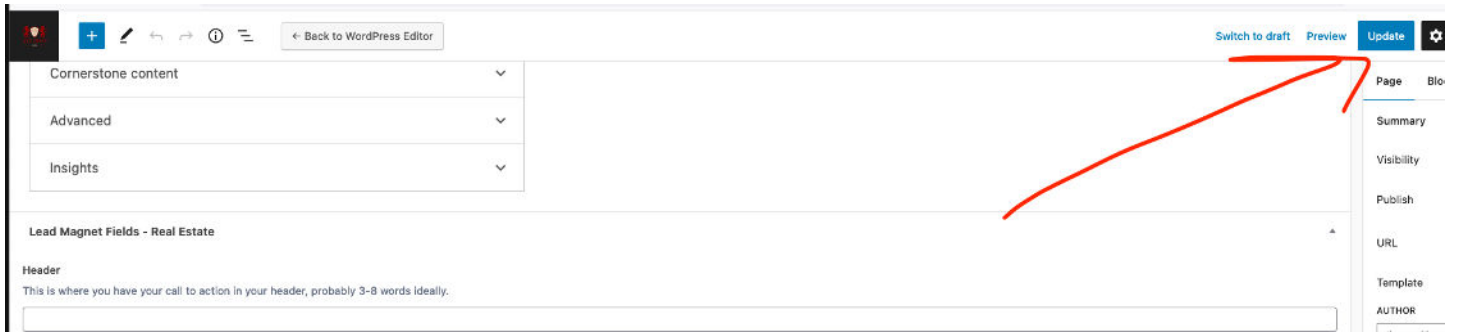 ← Back to WordPress Editor
Switch to draft Preview Update
Cornerstone content
Advanced
Insights
Lead Magnet Fields - Real Estate
Header
This is where you have your call to action in your header, probably 3-8 words ideally.
Page
Summary
Visibility
Publish
URL
Template
AUTHOR